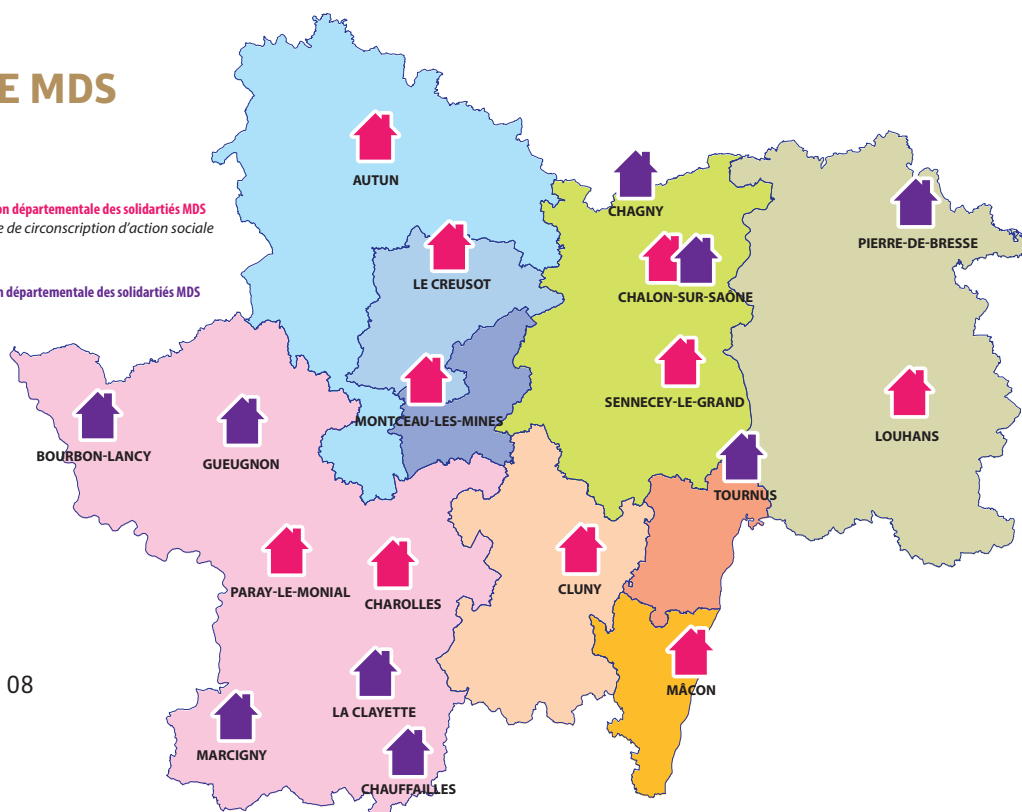 E MDS
on départementale des solidartiés MDS
e de circonscription d'action sociale
n départementale des solidartiés MDS
AUTUN
CHAGNY
PIERRE-DE-BRESSE
LE CREUSOT
CHALON-SUR-SAÔNE
MONTCEAU-LES-MINES
SENNECEY-LE-GRAND
LOUHANS
BOURBON-LANCY
GUEUGNON
TOURNUS
PARAY-LE-MONIAL
CHAROLLES
CLUNY
08
MÂCON
LA CLAYETTE
MARCIGNY
CHAUFFAILLES